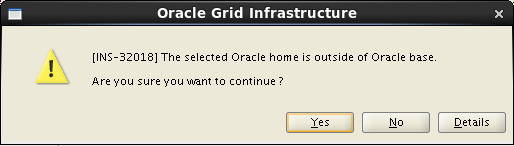 Oracle Grid Infrastructure
[INS-32018] The selected Oracle home is outside of Oracle base.
Are you sure you want to continue?
Yes No Details